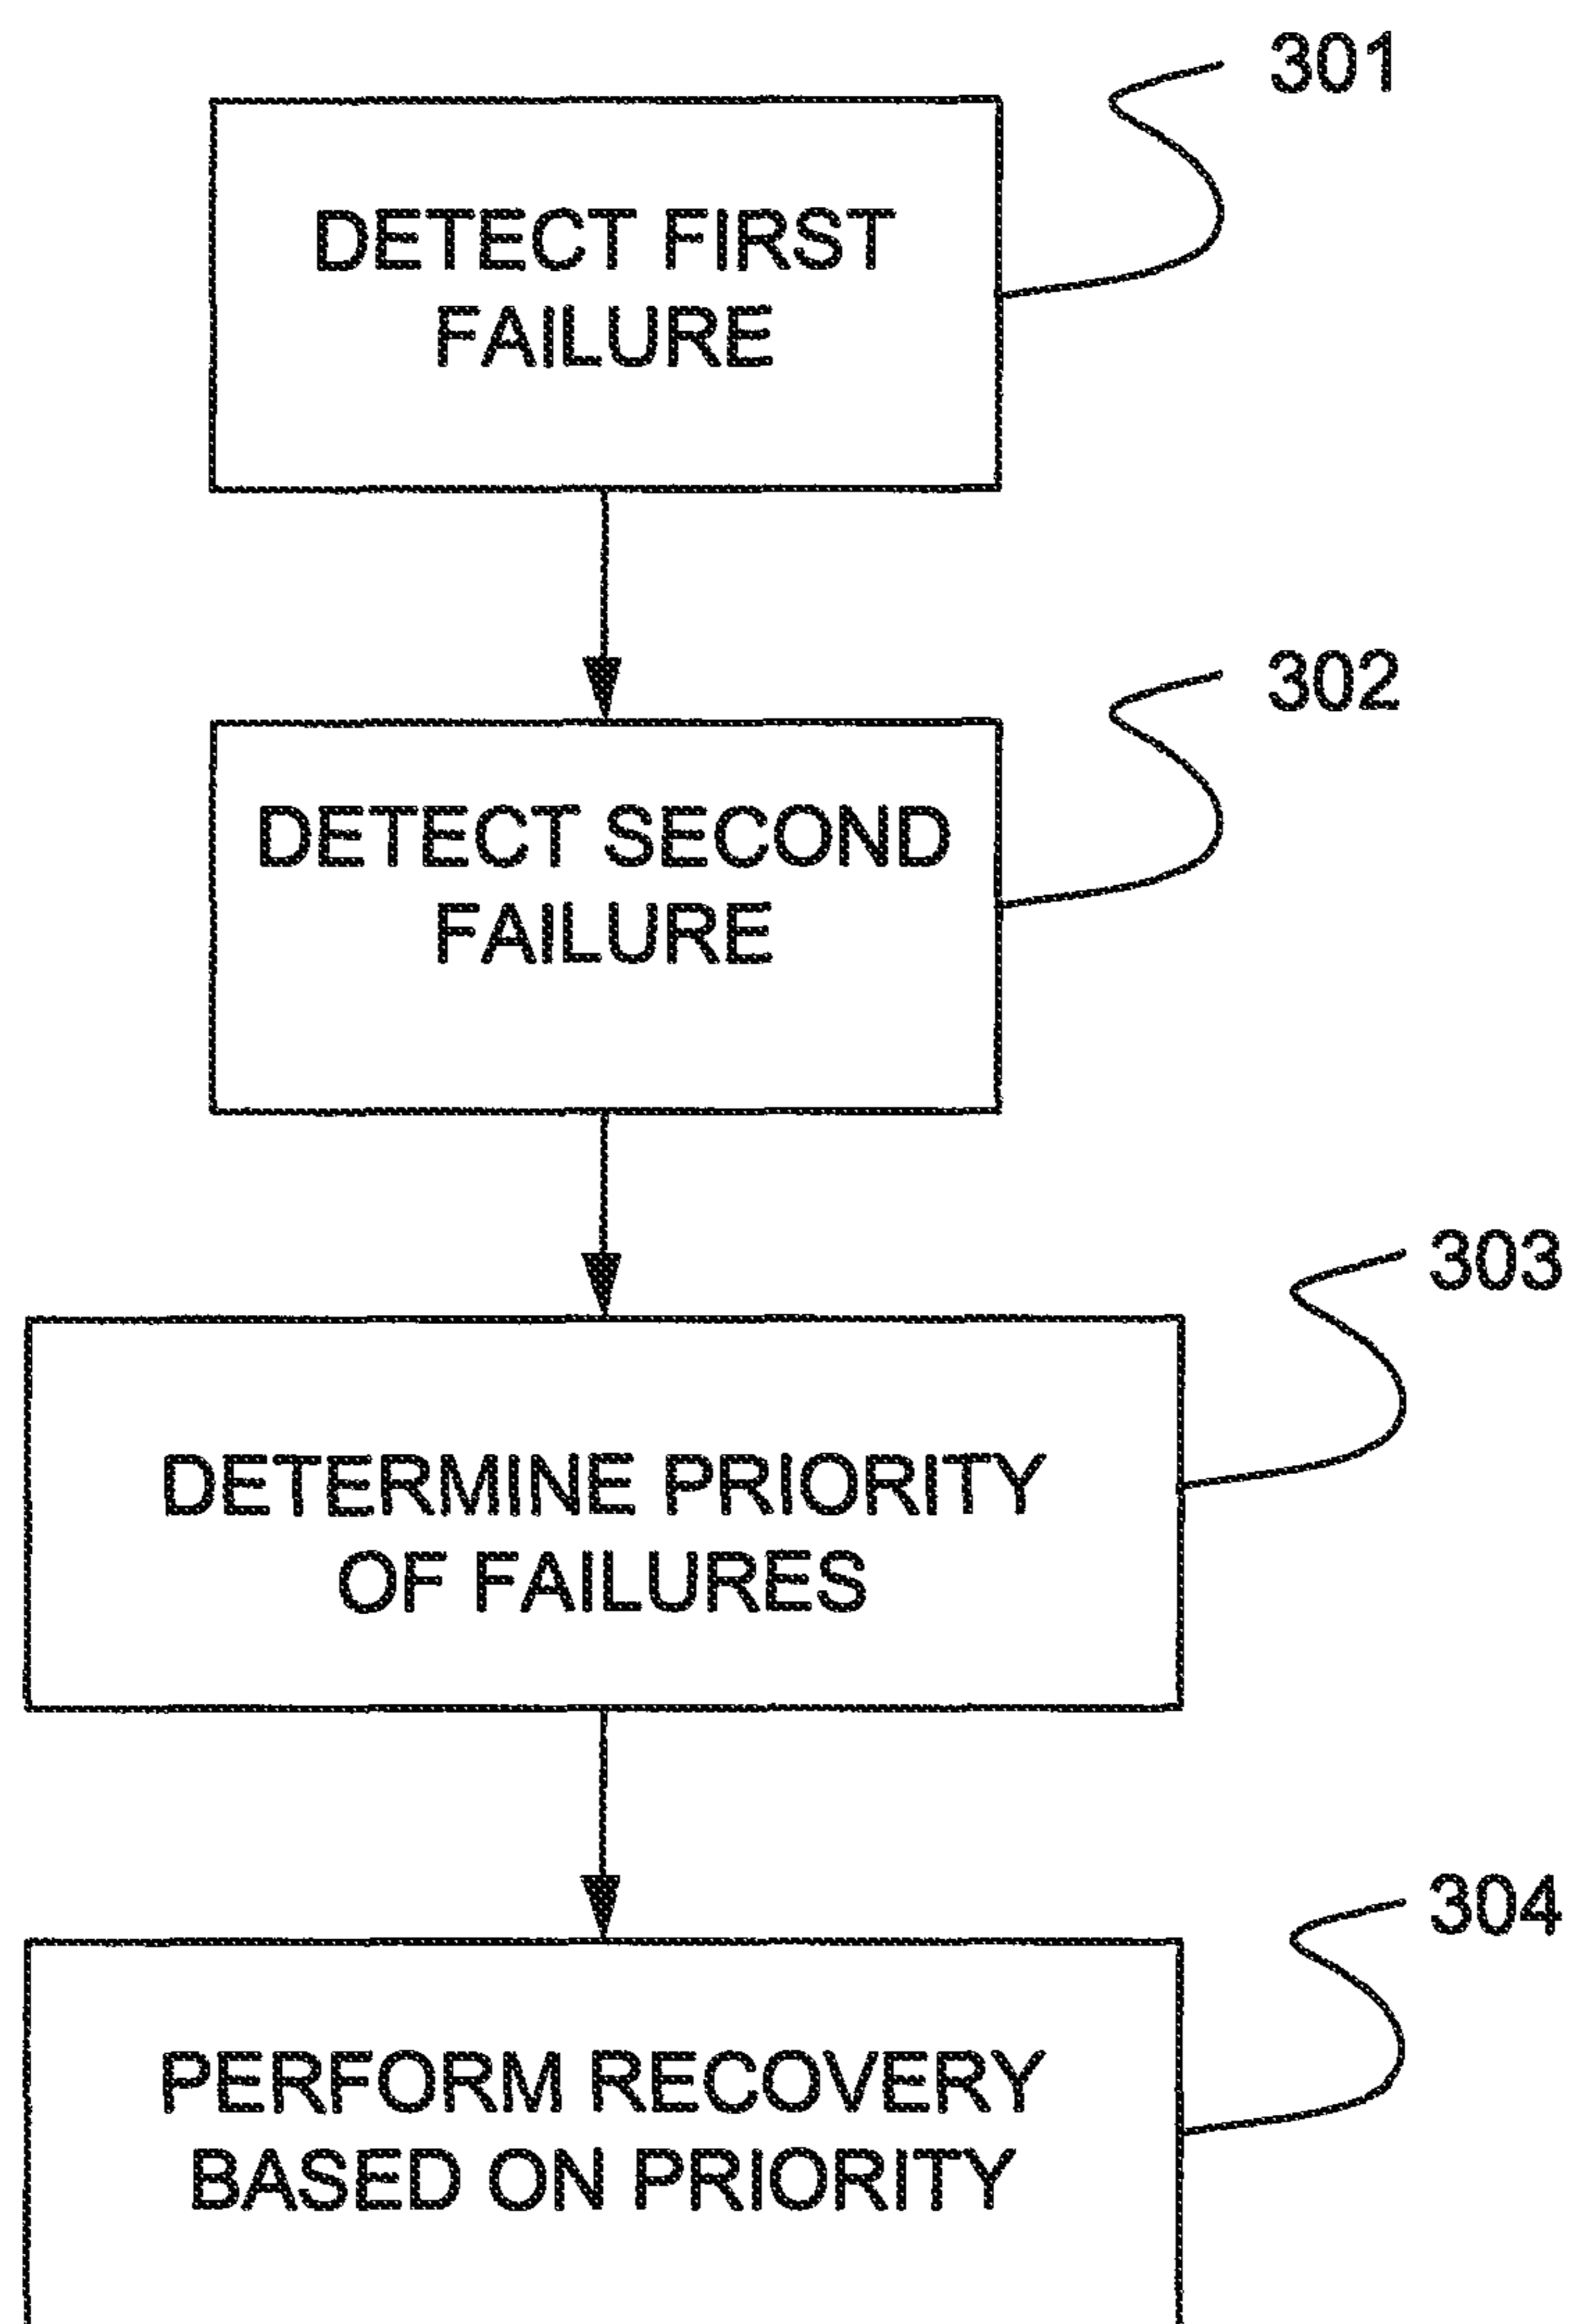 301
DETECT FIRST
FAILURE
302
DETECT SECOND
FAILURE
303
DETERMINE PRIORITY
OF FAILURES
304
PERFORM RECOVERY
BASED ON PRIORITY